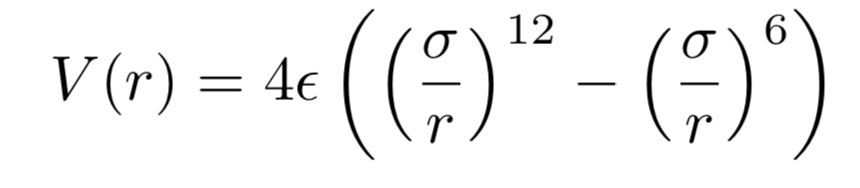 V(r) = 4ϵ ((σ/r)^12 − (σ/r)^6)